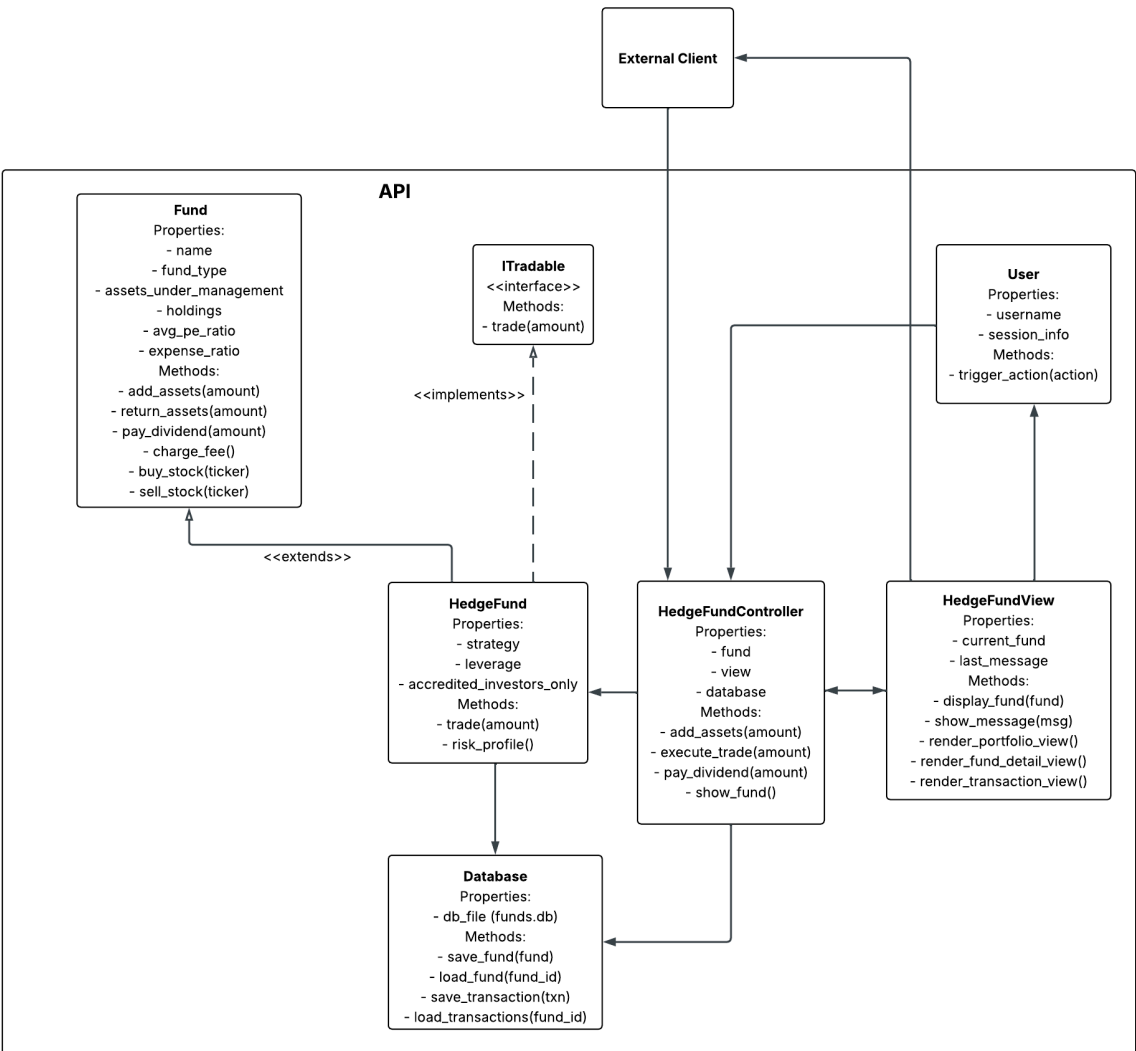 External Client
API
Fund
Properties:
- name
- fund_type
- assets_under_management
- holdings
- avg_pe_ratio
- expense_ratio
Methods:
- add_assets(amount)
- return_assets(amount)
- pay_dividend(amount)
- charge_fee()
- buy_stock(ticker)
- sell_stock(ticker)
ITradable
<<interface>>
Methods:
- trade(amount)
User
Properties:
- username
- session_info
Methods:
- trigger_action(action)
<<implements>>
<<extends>>
HedgeFund
Properties:
- strategy
- leverage
- accredited_investors_only
Methods:
- trade(amount)
- risk_profile()
HedgeFundController
Properties:
- fund
- view
- database
Methods:
- add_assets(amount)
- execute_trade(amount)
- pay_dividend(amount)
- show_fund()
HedgeFundView
Properties:
- current_fund
- last_message
Methods:
- display_fund(fund)
- show_message(msg)
- render_portfolio_view()
- render_fund_detail_view()
- render_transaction_view()
Database
Properties:
- db_file (funds.db)
Methods:
- save_fund(fund)
- load_fund(fund_id)
- save_transaction(txn)
- load_transactions(fund_id)